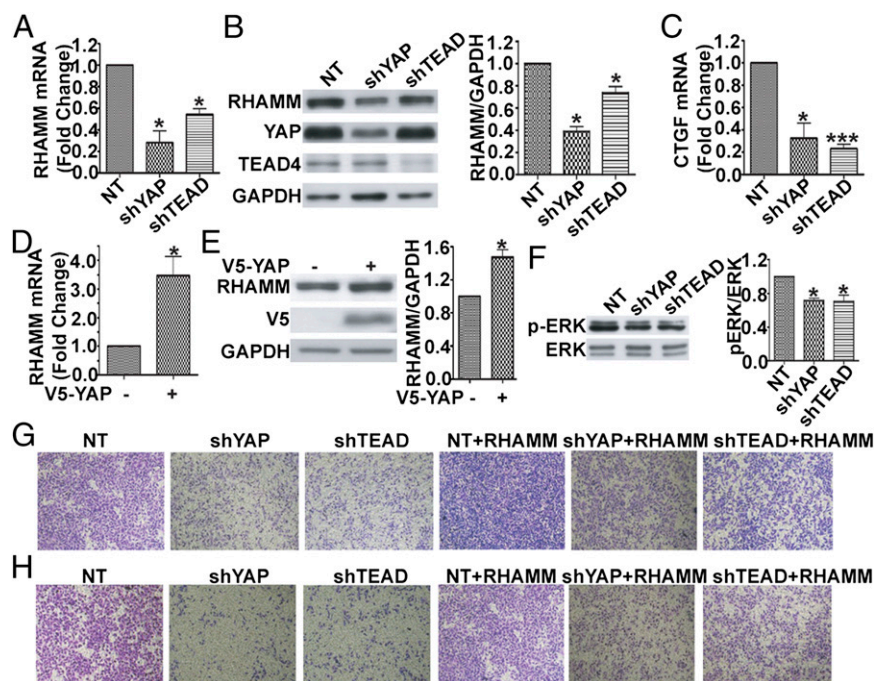 A
RHAMM mRNA
(Fold Change)
1.0
0.8
0.6
0.4
0.2
0.0
*
*
NT
shYAP
shTEAD
B
NT
shYAP
shTEAD
RHAMM
YAP
TEAD4
GAPDH
RHAMM/GAPDH
1.2
1.0
0.8
0.6
0.4
0.2
0.0
*
*
NT
shYAP
shTEAD
C
CTGF mRNA
(Fold Change)
1.2
1.0
0.8
0.6
0.4
0.2
0.0
*
***
NT
shYAP
shTEAD
D
RHAMM mRNA
(Fold Change)
4.0
3.0
2.0
1.0
0.0
*
V5-YAP - +
E
V5-YAP - +
RHAMM
V5
GAPDH
RHAMM/GAPDH
1.6
1.2
0.8
0.4
0.0
*
V5-YAP - +
F
NT
shYAP
shTEAD
p-ERK
ERK
pERK/ERK
1.2
0.8
0.4
0.0
*
*
NT
shYAP
shTEAD
G
NT shYAP shTEAD NT+RHAMM shYAP+RHAMM shTEAD+RHAMM
H
NT shYAP shTEAD NT+RHAMM shYAP+RHAMM shTEAD+RHAMM